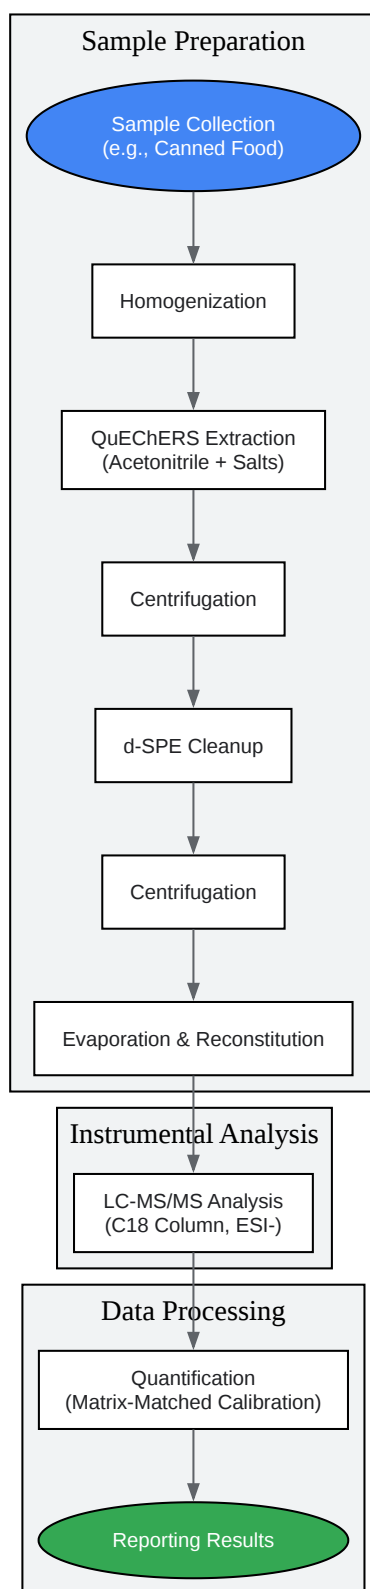 Sample Preparation
Sample Collection
(e.g., Canned Food)
Homogenization
QuEChERS Extraction
(Acetonitrile + Salts)
Centrifugation
d-SPE Cleanup
Centrifugation
Evaporation & Reconstitution
Instrumental Analysis
LC-MS/MS Analysis
(C18 Column, ESI-)
Data Processing
Quantification
(Matrix-Matched Calibration)
Reporting Results